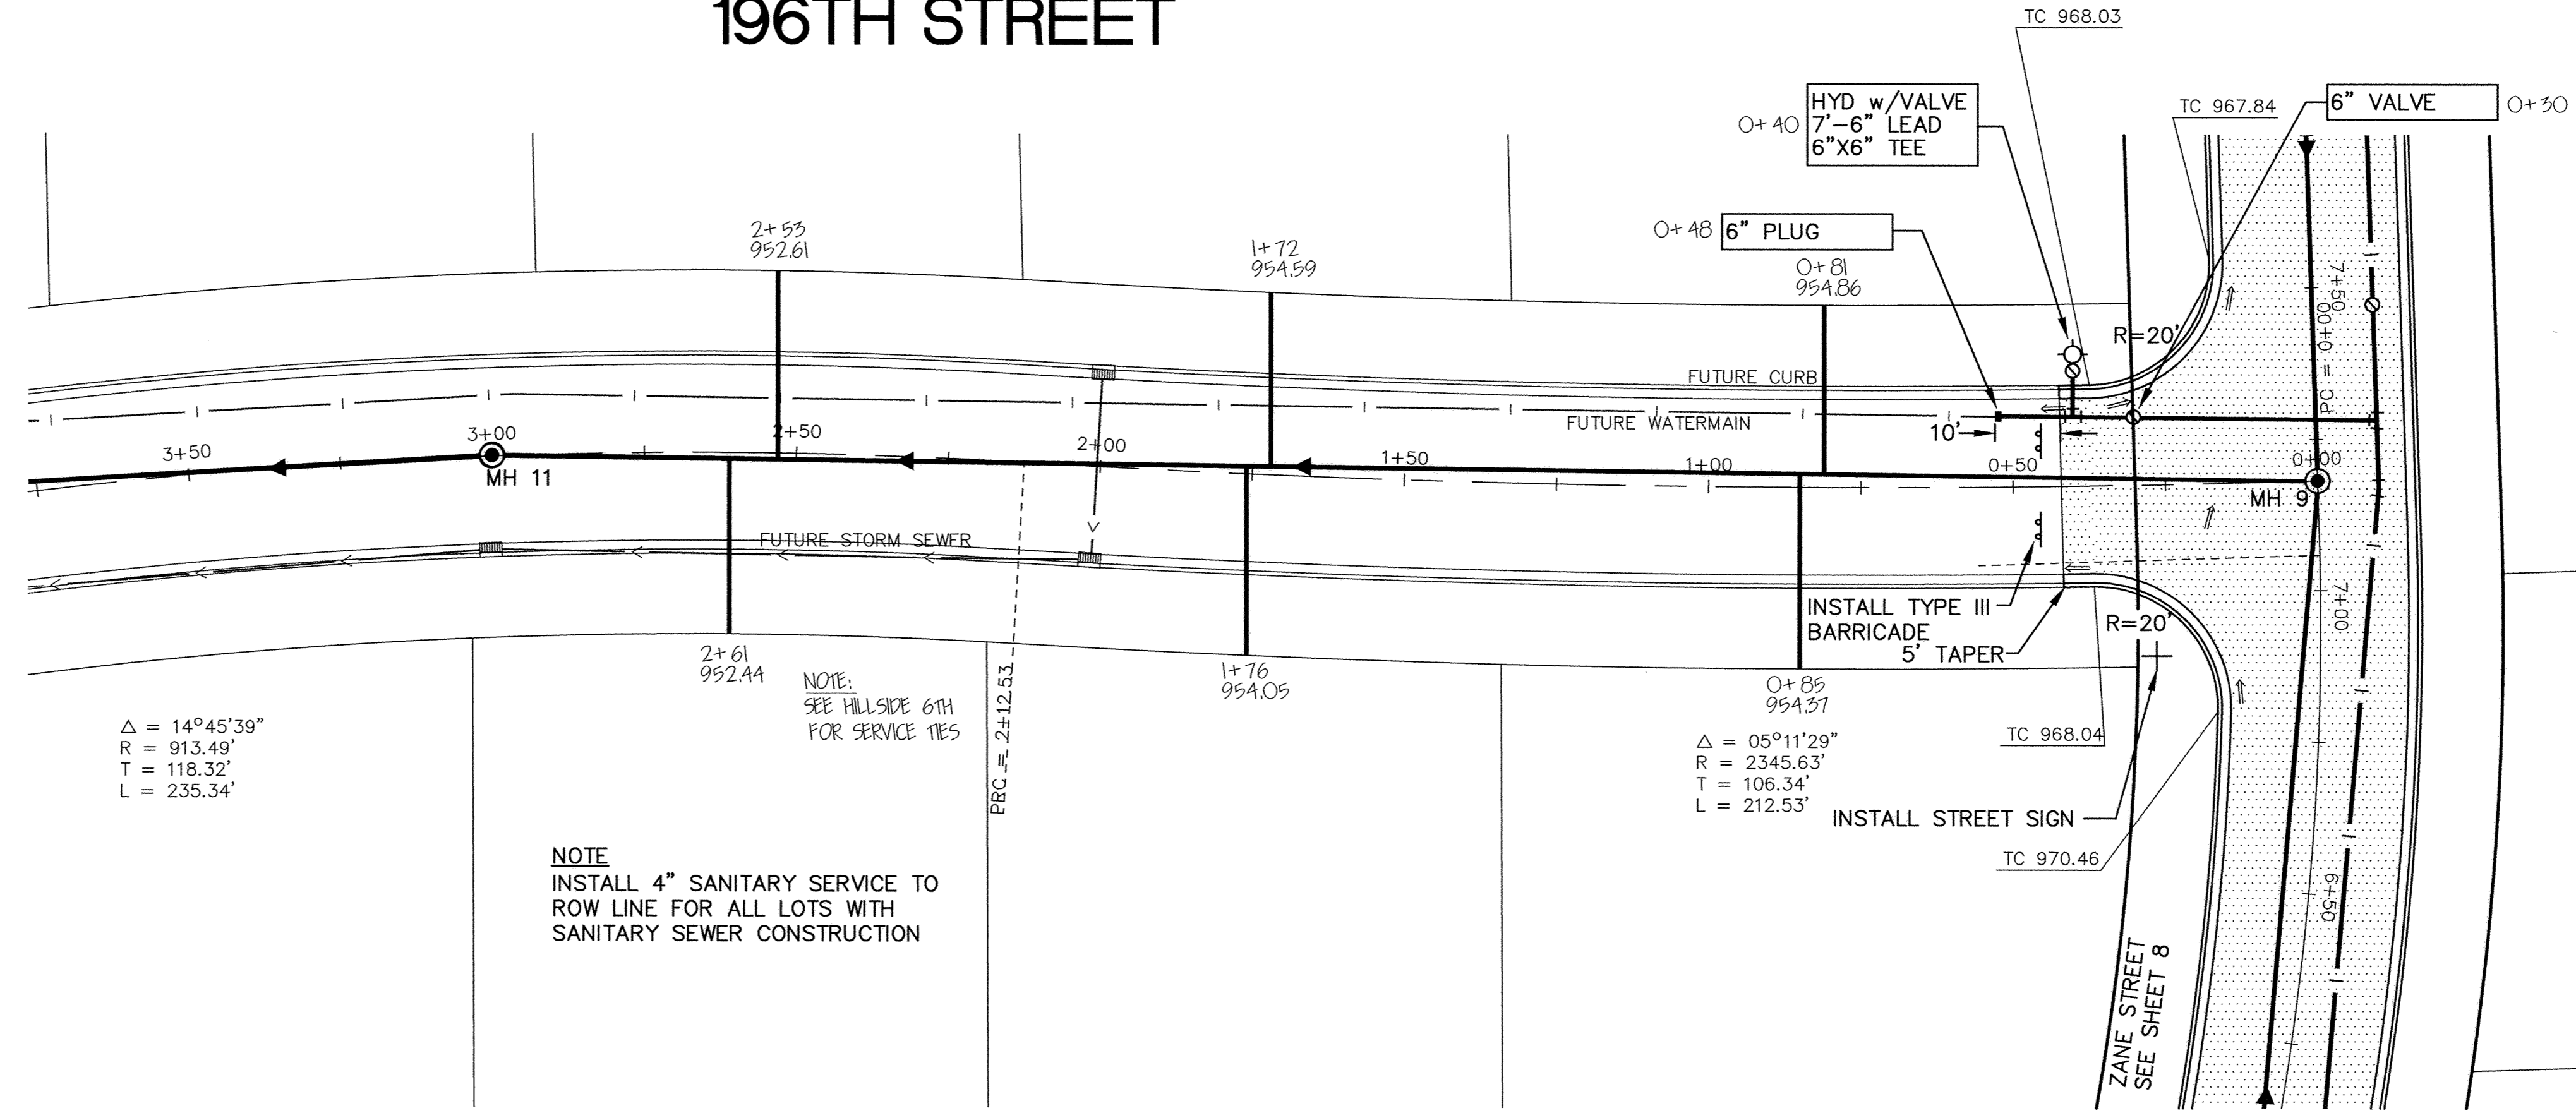 196TH STREET
TC 968.03
HYD w/VALVE
0+40 7'-6" LEAD
6"X6" TEE
TC 967.84
6" VALVE 0+30
0+48 6" PLUG
2+53
952.61
1+72
954.59
0+81
954.86
R=20'
7+50
0+00 = PC
FUTURE CURB
FUTURE WATERMAIN
10'
3+50
3+00
2+50
2+00
1+50
1+00
0+50
0+00
MH 11
MH 9
FUTURE STORM SEWER
INSTALL TYPE III
BARRICADE
5' TAPER
R=20'
7+00
2+61
952.44
NOTE:
SEE HILLSIDE 6TH
FOR SERVICE TIES
PRC = 2+12.53
1+76
954.05
0+85
954.37
Δ = 14°45'39"
R = 913.49'
T = 118.32'
L = 235.34'
Δ = 05°11'29"
R = 2345.63'
T = 106.34'
L = 212.53'
TC 968.04
INSTALL STREET SIGN
TC 970.46
6+50
NOTE
INSTALL 4" SANITARY SERVICE TO
ROW LINE FOR ALL LOTS WITH
SANITARY SEWER CONSTRUCTION
ZANE STREET
SEE SHEET 8